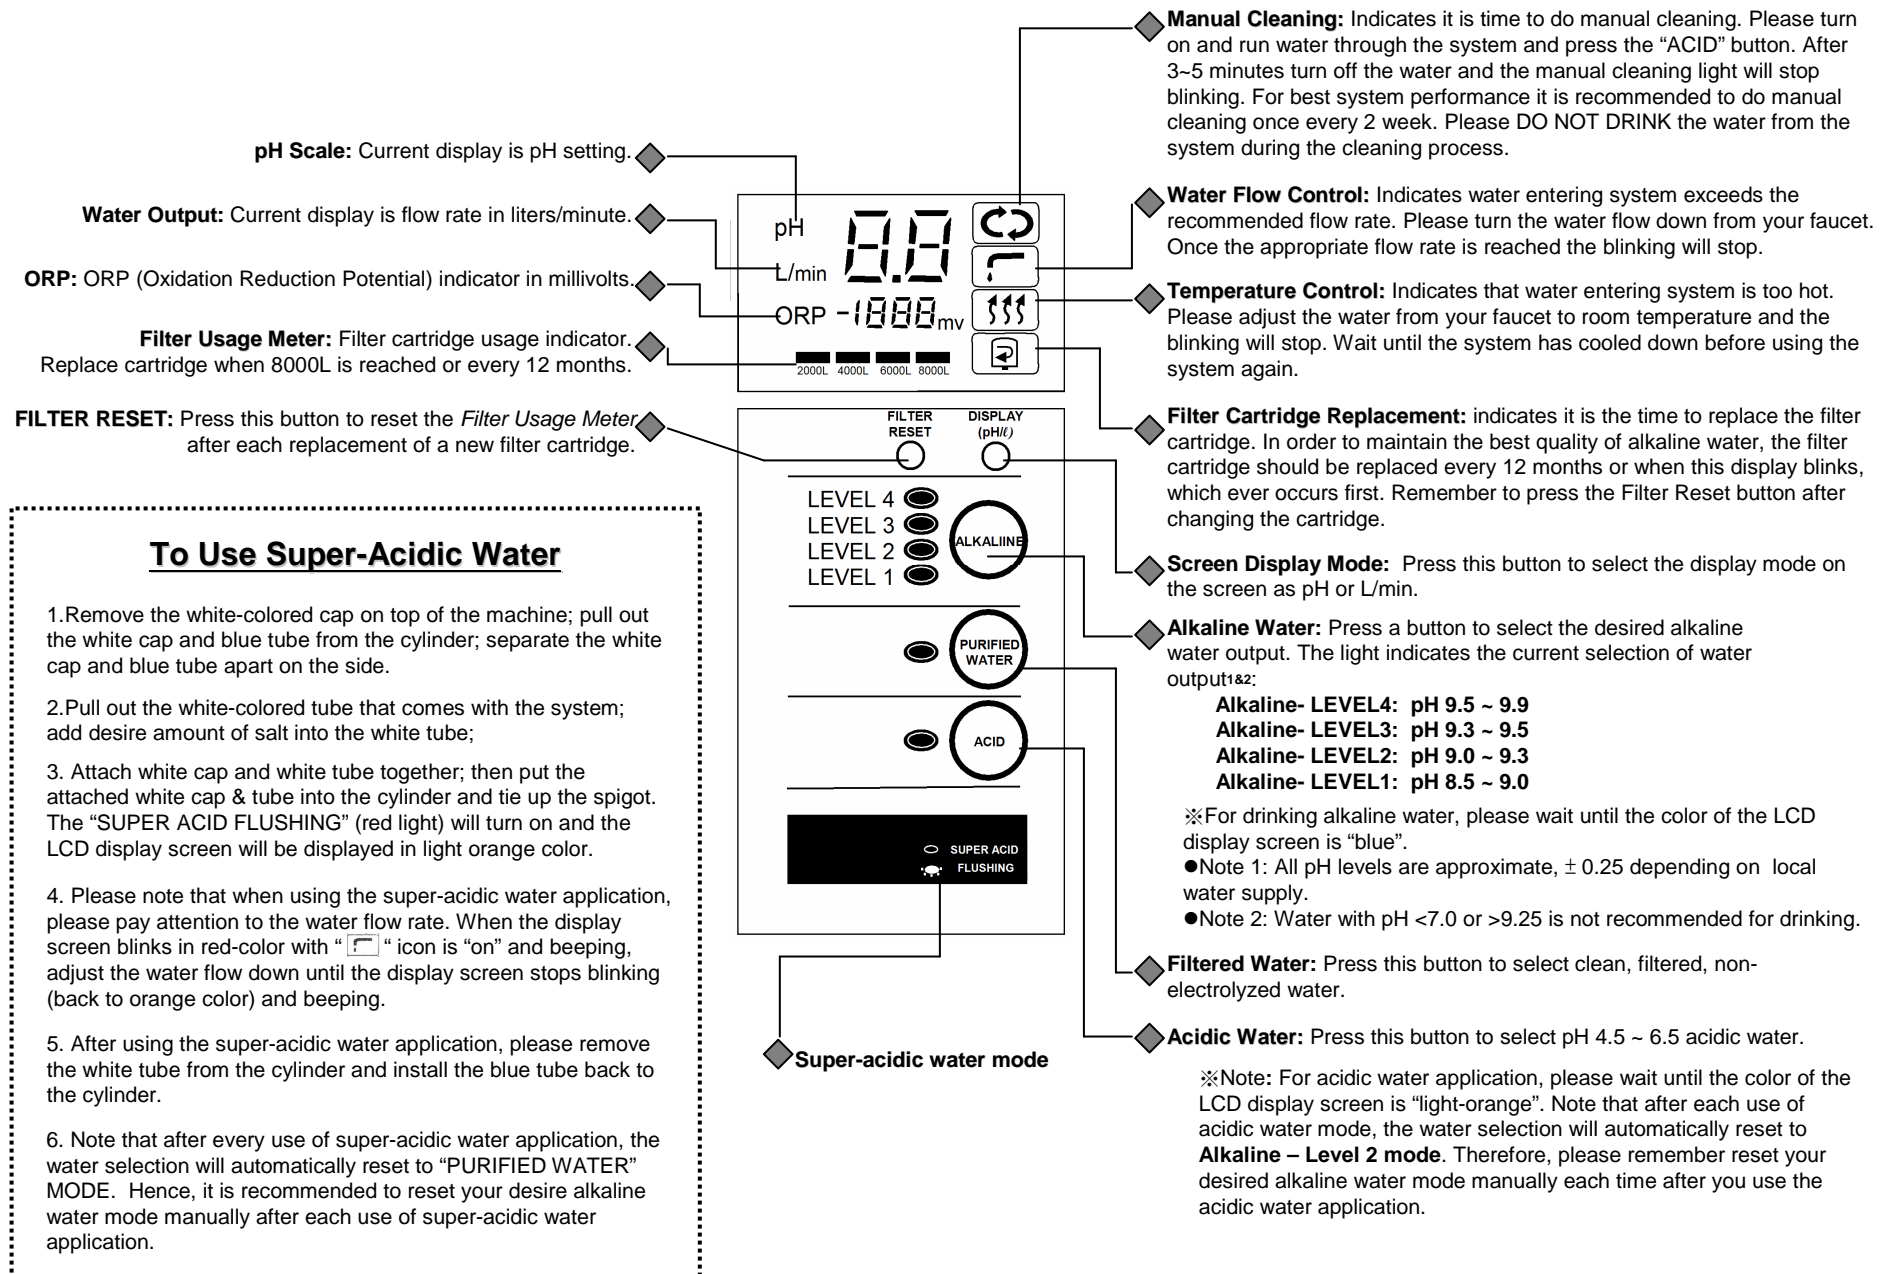 pH Scale: Current display is pH setting.
Water Output: Current display is flow rate in liters/minute.
ORP: ORP (Oxidation Reduction Potential) indicator in millivolts.
Filter Usage Meter: Filter cartridge usage indicator.
Replace cartridge when 8000L is reached or every 12 months.
FILTER RESET: Press this button to reset the Filter Usage Meter
after each replacement of a new filter cartridge.
To Use Super-Acidic Water
1.Remove the white-colored cap on top of the machine; pull out
the white cap and blue tube from the cylinder; separate the white
cap and blue tube apart on the side.
2.Pull out the white-colored tube that comes with the system;
add desire amount of salt into the white tube;
3. Attach white cap and white tube together; then put the
attached white cap & tube into the cylinder and tie up the spigot.
The “SUPER ACID FLUSHING” (red light) will turn on and the
LCD display screen will be displayed in light orange color.
4. Please note that when using the super-acidic water application,
please pay attention to the water flow rate. When the display
screen blinks in red-color with “ “ icon is “on” and beeping,
adjust the water flow down until the display screen stops blinking
(back to orange color) and beeping.
5. After using the super-acidic water application, please remove
the white tube from the cylinder and install the blue tube back to
the cylinder.
6. Note that after every use of super-acidic water application, the
water selection will automatically reset to “PURIFIED WATER”
MODE. Hence, it is recommended to reset your desire alkaline
water mode manually after each use of super-acidic water
application.
pH
8.8
L/min
ORP -1888 mv
2000L 4000L 6000L 8000L
FILTER
RESET
DISPLAY
(pH/ℓ)
LEVEL 4
LEVEL 3
LEVEL 2
LEVEL 1
ALKALIINE
PURIFIED
WATER
ACID
SUPER ACID
FLUSHING
Super-acidic water mode
Manual Cleaning: Indicates it is time to do manual cleaning. Please turn
on and run water through the system and press the “ACID” button. After
3~5 minutes turn off the water and the manual cleaning light will stop
blinking. For best system performance it is recommended to do manual
cleaning once every 2 week. Please DO NOT DRINK the water from the
system during the cleaning process.
Water Flow Control: Indicates water entering system exceeds the
recommended flow rate. Please turn the water flow down from your faucet.
Once the appropriate flow rate is reached the blinking will stop.
Temperature Control: Indicates that water entering system is too hot.
Please adjust the water from your faucet to room temperature and the
blinking will stop. Wait until the system has cooled down before using the
system again.
Filter Cartridge Replacement: indicates it is the time to replace the filter
cartridge. In order to maintain the best quality of alkaline water, the filter
cartridge should be replaced every 12 months or when this display blinks,
which ever occurs first. Remember to press the Filter Reset button after
changing the cartridge.
Screen Display Mode: Press this button to select the display mode on
the screen as pH or L/min.
Alkaline Water: Press a button to select the desired alkaline
water output. The light indicates the current selection of water
output1&2:
Alkaline- LEVEL4: pH 9.5 ~ 9.9
Alkaline- LEVEL3: pH 9.3 ~ 9.5
Alkaline- LEVEL2: pH 9.0 ~ 9.3
Alkaline- LEVEL1: pH 8.5 ~ 9.0
※For drinking alkaline water, please wait until the color of the LCD
display screen is “blue”.
●Note 1: All pH levels are approximate, ± 0.25 depending on local
water supply.
●Note 2: Water with pH <7.0 or >9.25 is not recommended for drinking.
Filtered Water: Press this button to select clean, filtered, non-
electrolyzed water.
Acidic Water: Press this button to select pH 4.5 ~ 6.5 acidic water.
※Note: For acidic water application, please wait until the color of the
LCD display screen is “light-orange”. Note that after each use of
acidic water mode, the water selection will automatically reset to
Alkaline – Level 2 mode. Therefore, please remember reset your
desired alkaline water mode manually each time after you use the
acidic water application.